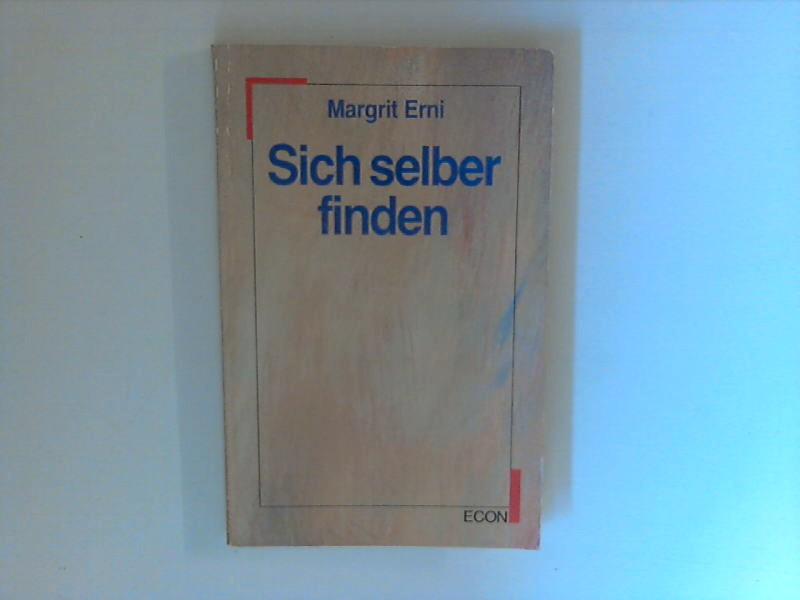 Margrit Erni
Sich selber
finden
ECON